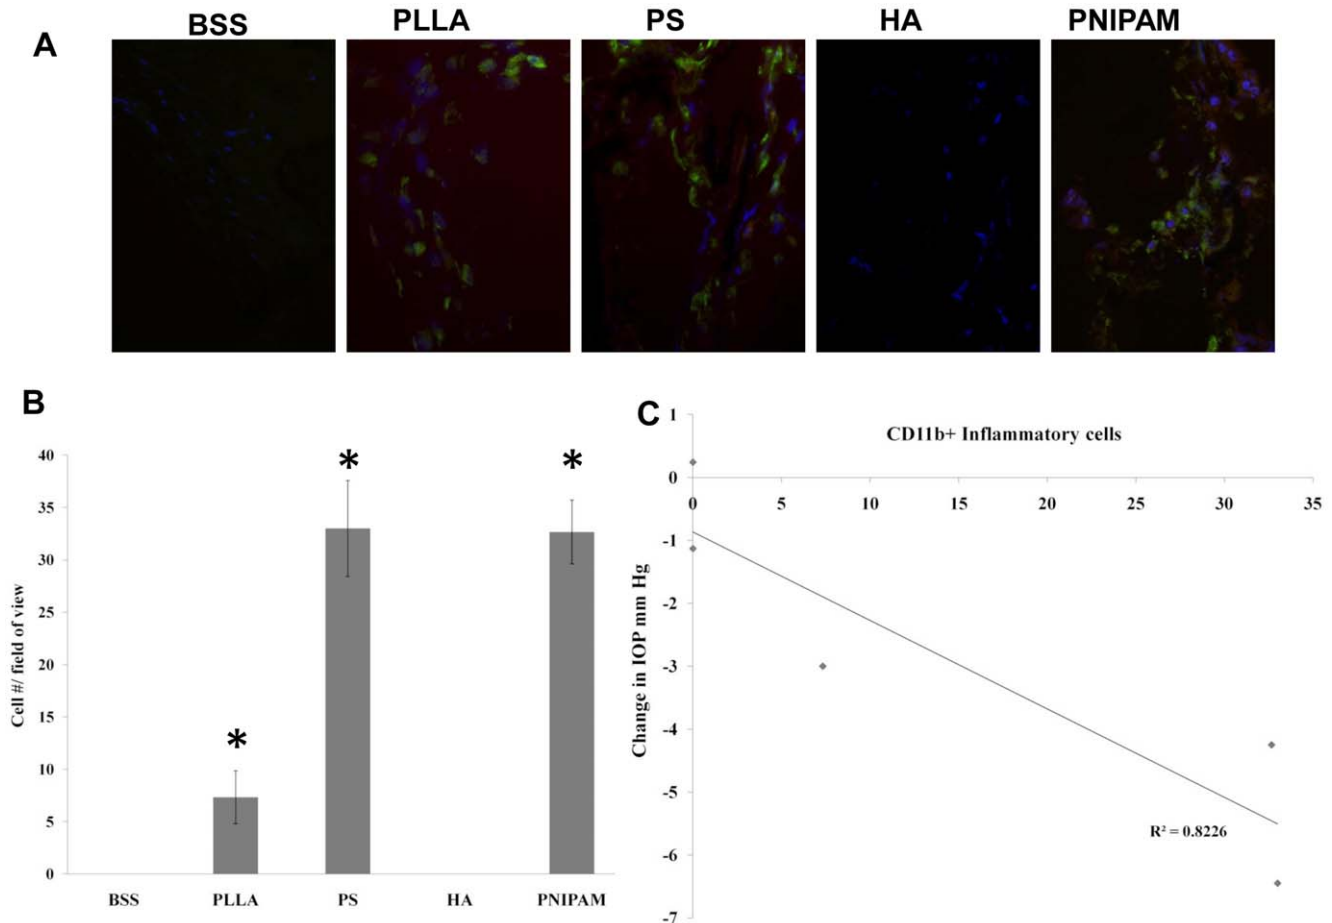 A
BSS
PLLA
PS
HA
PNIPAM
B
Cell #/ field of view
40
35
30
25
20
15
10
5
0
*
*
*
BSS
PLLA
PS
HA
PNIPAM
C
CD11b+ Inflammatory cells
Change in IOP mm Hg
1
0
-1
-2
-3
-4
-5
-6
-7
0
5
10
15
20
25
30
35
R² = 0.8226